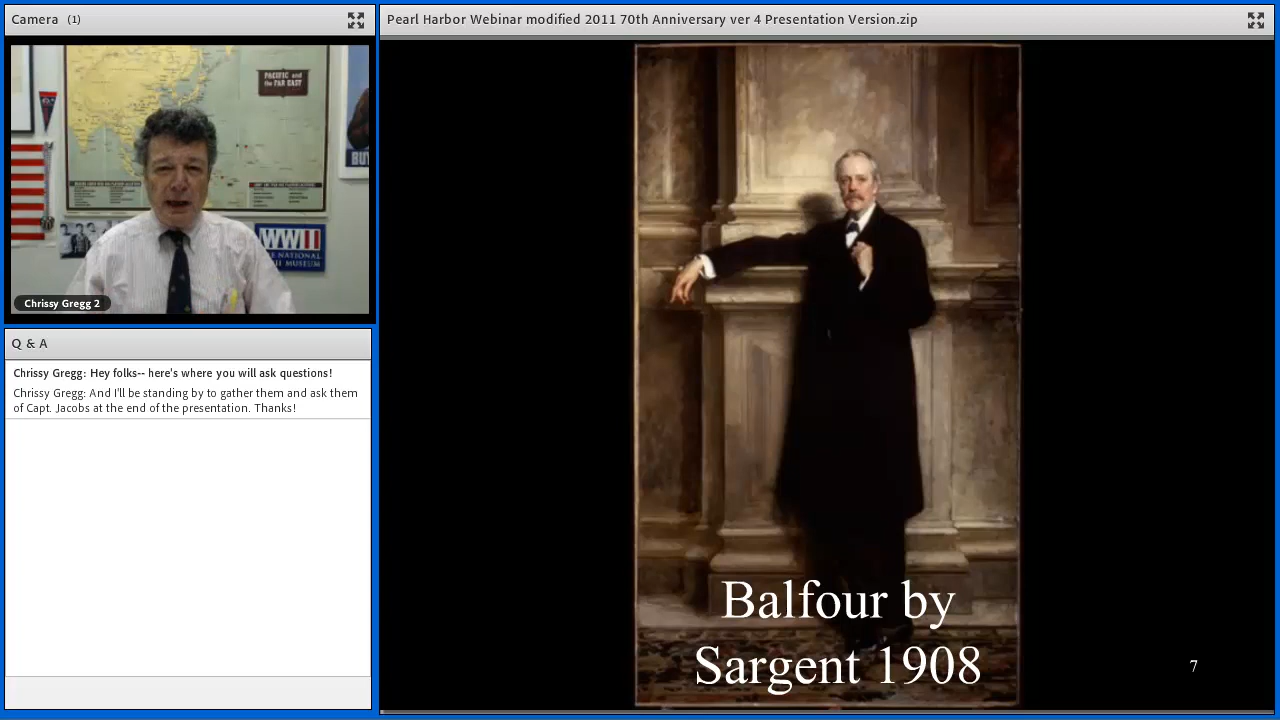 Camera (1)
PACIFIC and
the FAR EAST
BU
WWII
NATIONAL
MUSEUM
Chrissy Gregg 2
Q & A
Chrissy Gregg: Hey folks-- here's where you will ask questions!
Chrissy Gregg: And I'll be standing by to gather them and ask them
of Capt. Jacobs at the end of the presentation. Thanks!
Pearl Harbor Webinar modified 2011 70th Anniversary ver 4 Presentation Version.zip
Balfour by
Sargent 1908
7